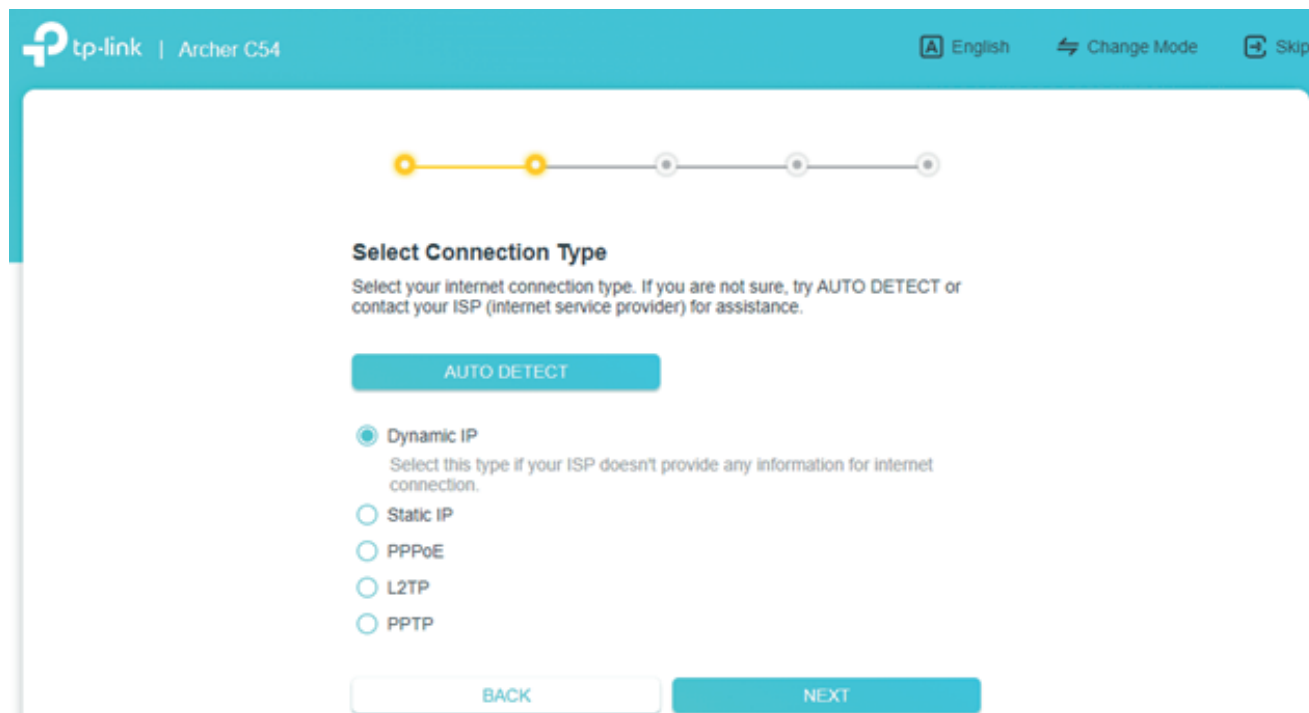 tp-link | Archer C54
A English Change Mode Skip
Select Connection Type
Select your internet connection type. If you are not sure, try AUTO DETECT or
contact your ISP (internet service provider) for assistance.
AUTO DETECT
Dynamic IP
Select this type if your ISP doesn't provide any information for internet
connection.
Static IP
PPPoE
L2TP
PPTP
BACK NEXT